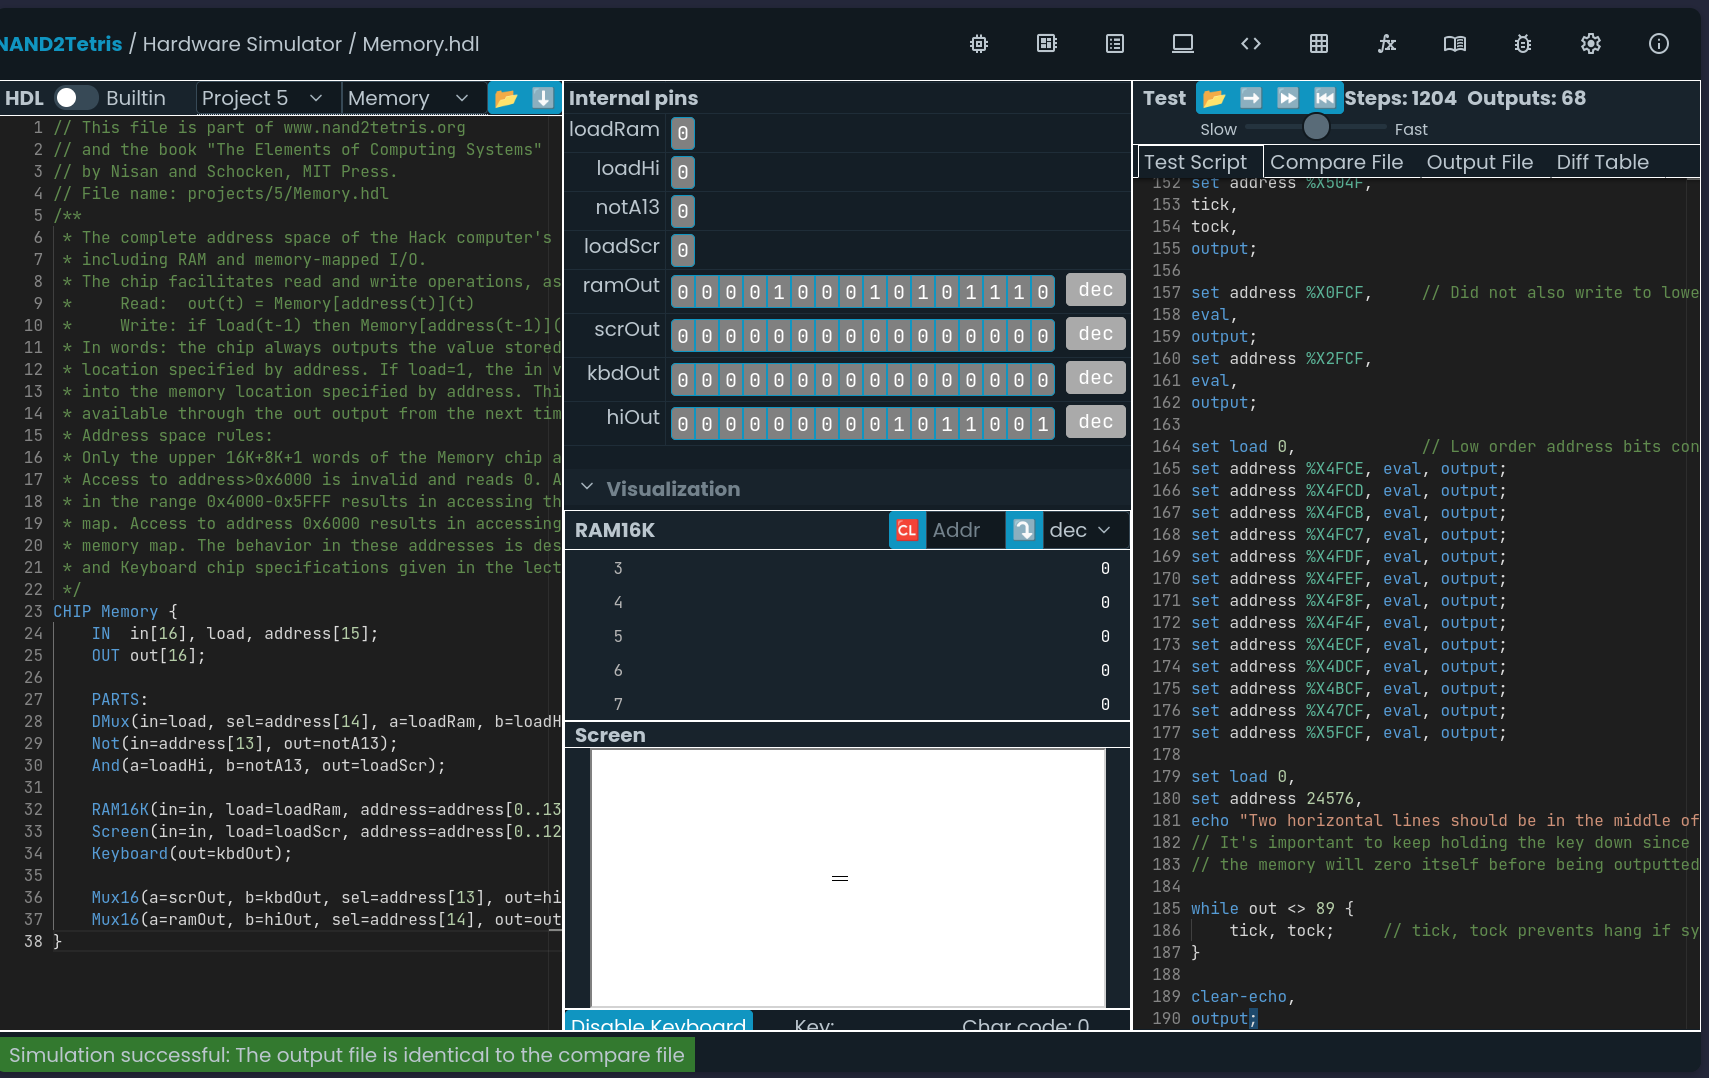 NAND2Tetris / Hardware Simulator / Memory.hdl
HDL Builtin Project 5 Memory
1 // This file is part of www.nand2tetris.org
2 // and the book "The Elements of Computing Systems"
3 // by Nisan and Schocken, MIT Press.
4 // File name: projects/5/Memory.hdl
5 /**
6 * The complete address space of the Hack computer's
7 * including RAM and memory-mapped I/O.
8 * The chip facilitates read and write operations, as
9 * Read: out(t) = Memory[address(t)](t)
10 * Write: if load(t-1) then Memory[address(t-1)](
11 * In words: the chip always outputs the value stored
12 * location specified by address. If load=1, the in v
13 * into the memory location specified by address. Thi
14 * available through the out output from the next tim
15 * Address space rules:
16 * Only the upper 16K+8K+1 words of the Memory chip a
17 * Access to address>0x6000 is invalid and reads 0. A
18 * in the range 0x4000-0x5FFF results in accessing th
19 * map. Access to address 0x6000 results in accessing
20 * memory map. The behavior in these addresses is des
21 * and Keyboard chip specifications given in the lect
22 */
23 CHIP Memory {
24 IN in[16], load, address[15];
25 OUT out[16];
26
27 PARTS:
28 DMux(in=load, sel=address[14], a=loadRam, b=loadH
29 Not(in=address[13], out=notA13);
30 And(a=loadHi, b=notA13, out=loadScr);
31
32 RAM16K(in=in, load=loadRam, address=address[0..13
33 Screen(in=in, load=loadScr, address=address[0..12
34 Keyboard(out=kbdOut);
35
36 Mux16(a=scrOut, b=kbdOut, sel=address[13], out=hi
37 Mux16(a=ramOut, b=hiOut, sel=address[14], out=out
38 }
Internal pins
loadRam 0
loadHi 0
notA13 0
loadScr 0
ramOut 0 0 0 0 1 0 0 0 1 0 1 0 1 1 1 0 dec
scrOut 0 0 0 0 0 0 0 0 0 0 0 0 0 0 0 0 dec
kbdOut 0 0 0 0 0 0 0 0 0 0 0 0 0 0 0 0 dec
hiOut 0 0 0 0 0 0 0 0 0 1 0 1 1 0 0 1 dec
Visualization
RAM16K CL Addr dec
3 0
4 0
5 0
6 0
7 0
Screen
Disable Keyboard Key: Char code: 0
Test Steps: 1204 Outputs: 68
Slow Fast
Test Script Compare File Output File Diff Table
152 set address %X504F,
153 tick,
154 tock,
155 output;
156
157 set address %X0FCF, // Did not also write to lowe
158 eval,
159 output;
160 set address %X2FCF,
161 eval,
162 output;
163
164 set load 0, // Low order address bits con
165 set address %X4FCE, eval, output;
166 set address %X4FCD, eval, output;
167 set address %X4FCB, eval, output;
168 set address %X4FC7, eval, output;
169 set address %X4FDF, eval, output;
170 set address %X4FEF, eval, output;
171 set address %X4F8F, eval, output;
172 set address %X4F4F, eval, output;
173 set address %X4ECF, eval, output;
174 set address %X4DCF, eval, output;
175 set address %X4BCF, eval, output;
176 set address %X47CF, eval, output;
177 set address %X5FCF, eval, output;
178
179 set load 0,
180 set address 24576,
181 echo "Two horizontal lines should be in the middle of
182 // It's important to keep holding the key down since
183 // the memory will zero itself before being outputted
184
185 while out <> 89 {
186 tick, tock; // tick, tock prevents hang if sy
187 }
188
189 clear-echo,
190 output;
Simulation successful: The output file is identical to the compare file